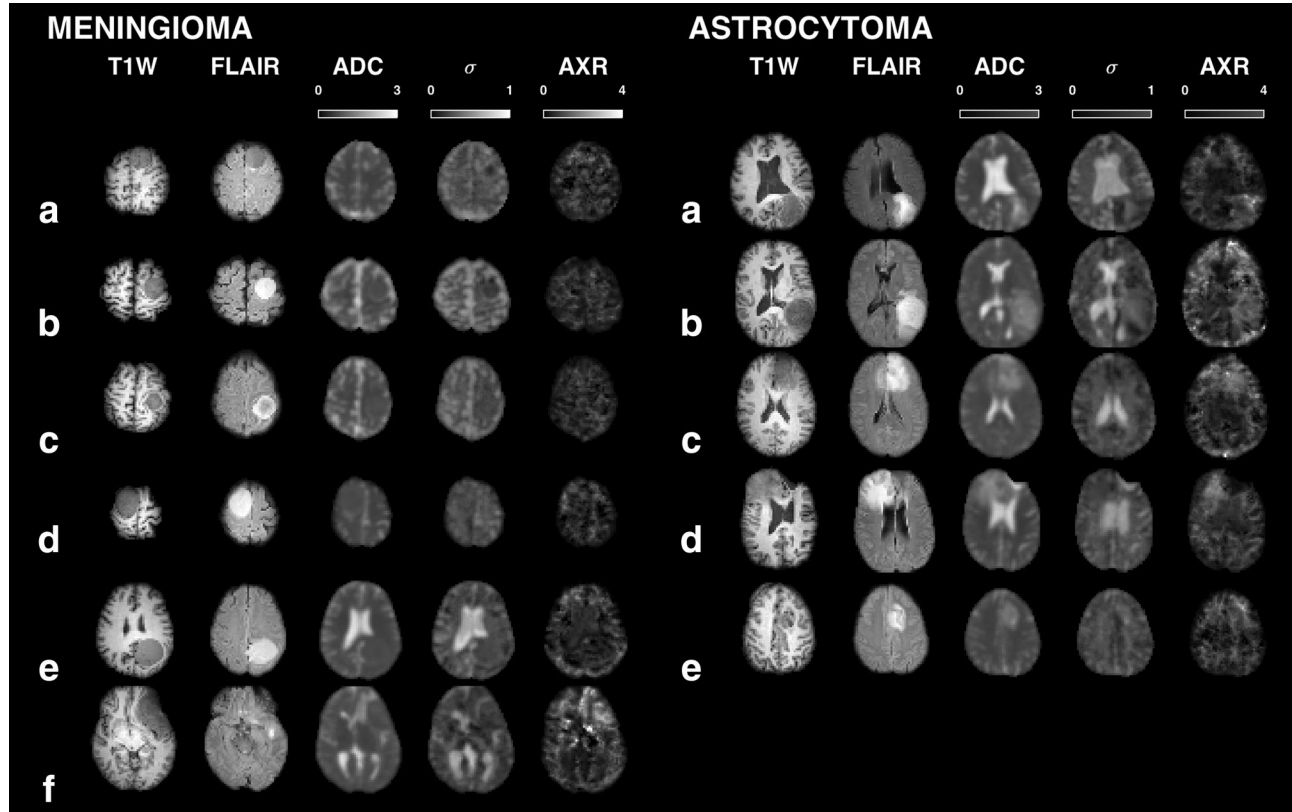 MENINGIOMA
T1W FLAIR ADC σ AXR
0 3 0 1 0 4
a
b
c
d
e
f
ASTROCYTOMA
T1W FLAIR ADC σ AXR
0 3 0 1 0 4
a
b
c
d
e